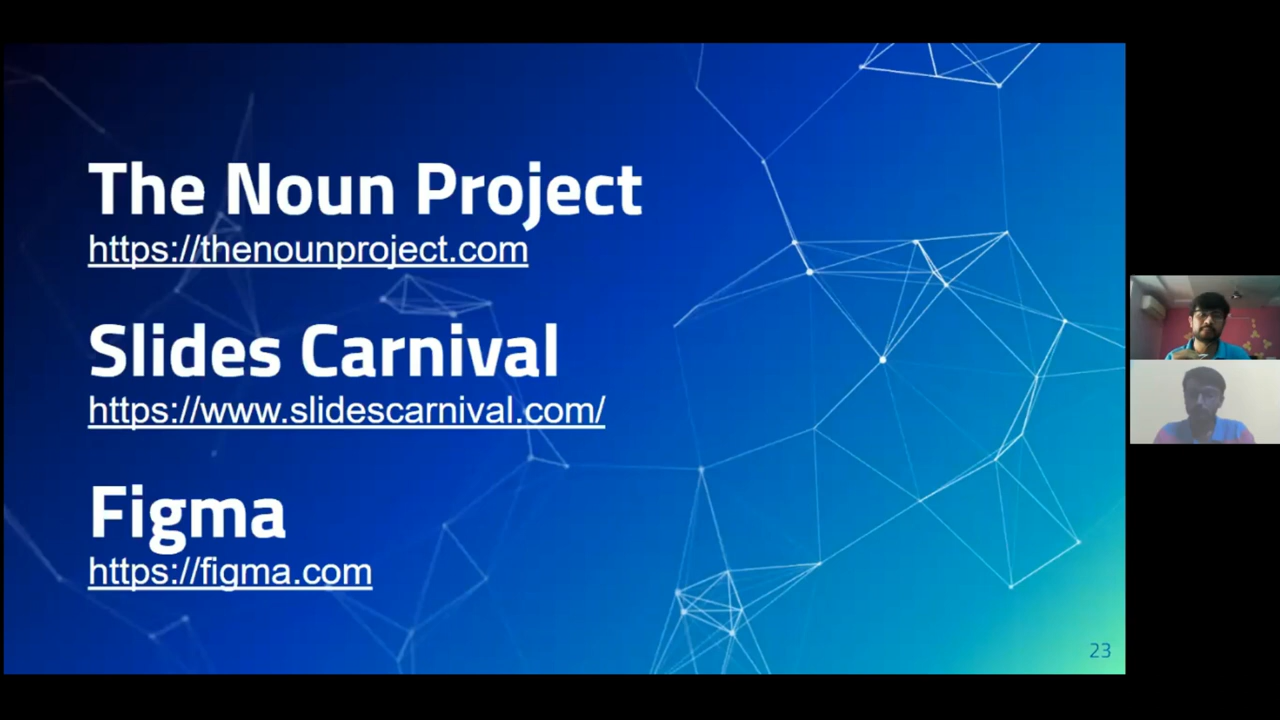 The Noun Project
https://thenounproject.com
Slides Carnival
https://www.slidescarnival.com/
Figma
https://figma.com
23